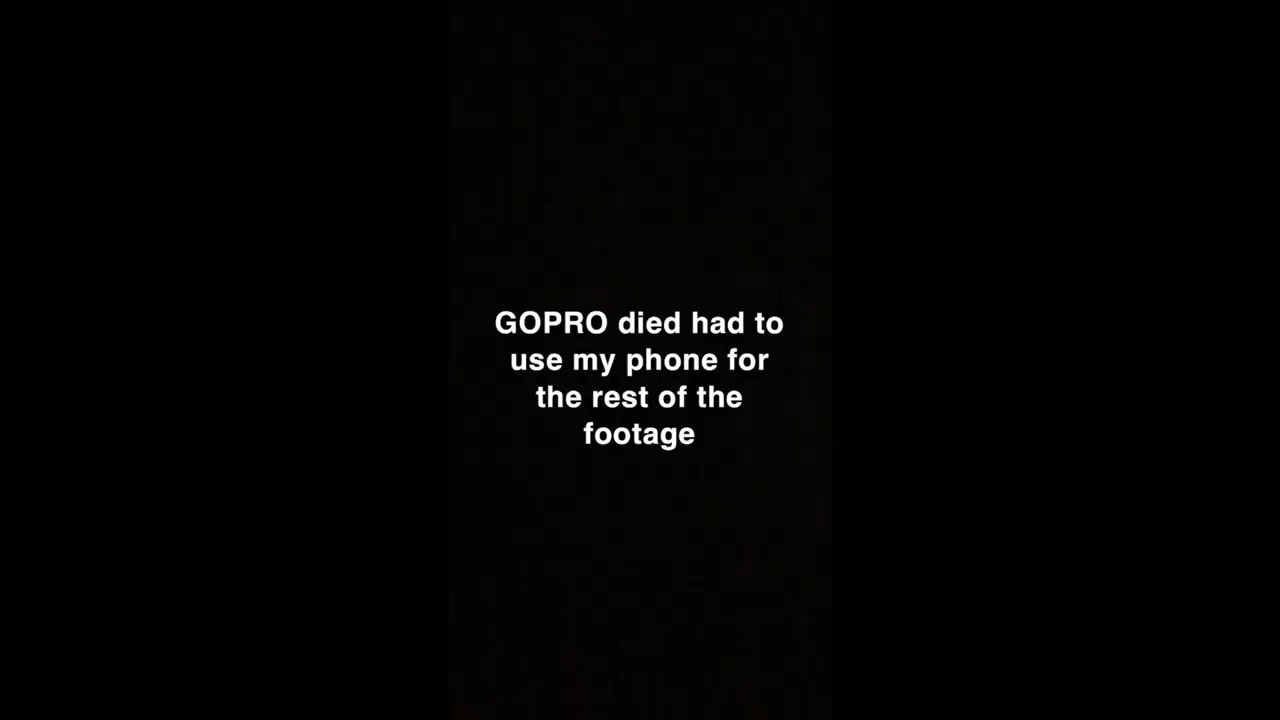 GOPRO died had to
use my phone for
the rest of the
footage